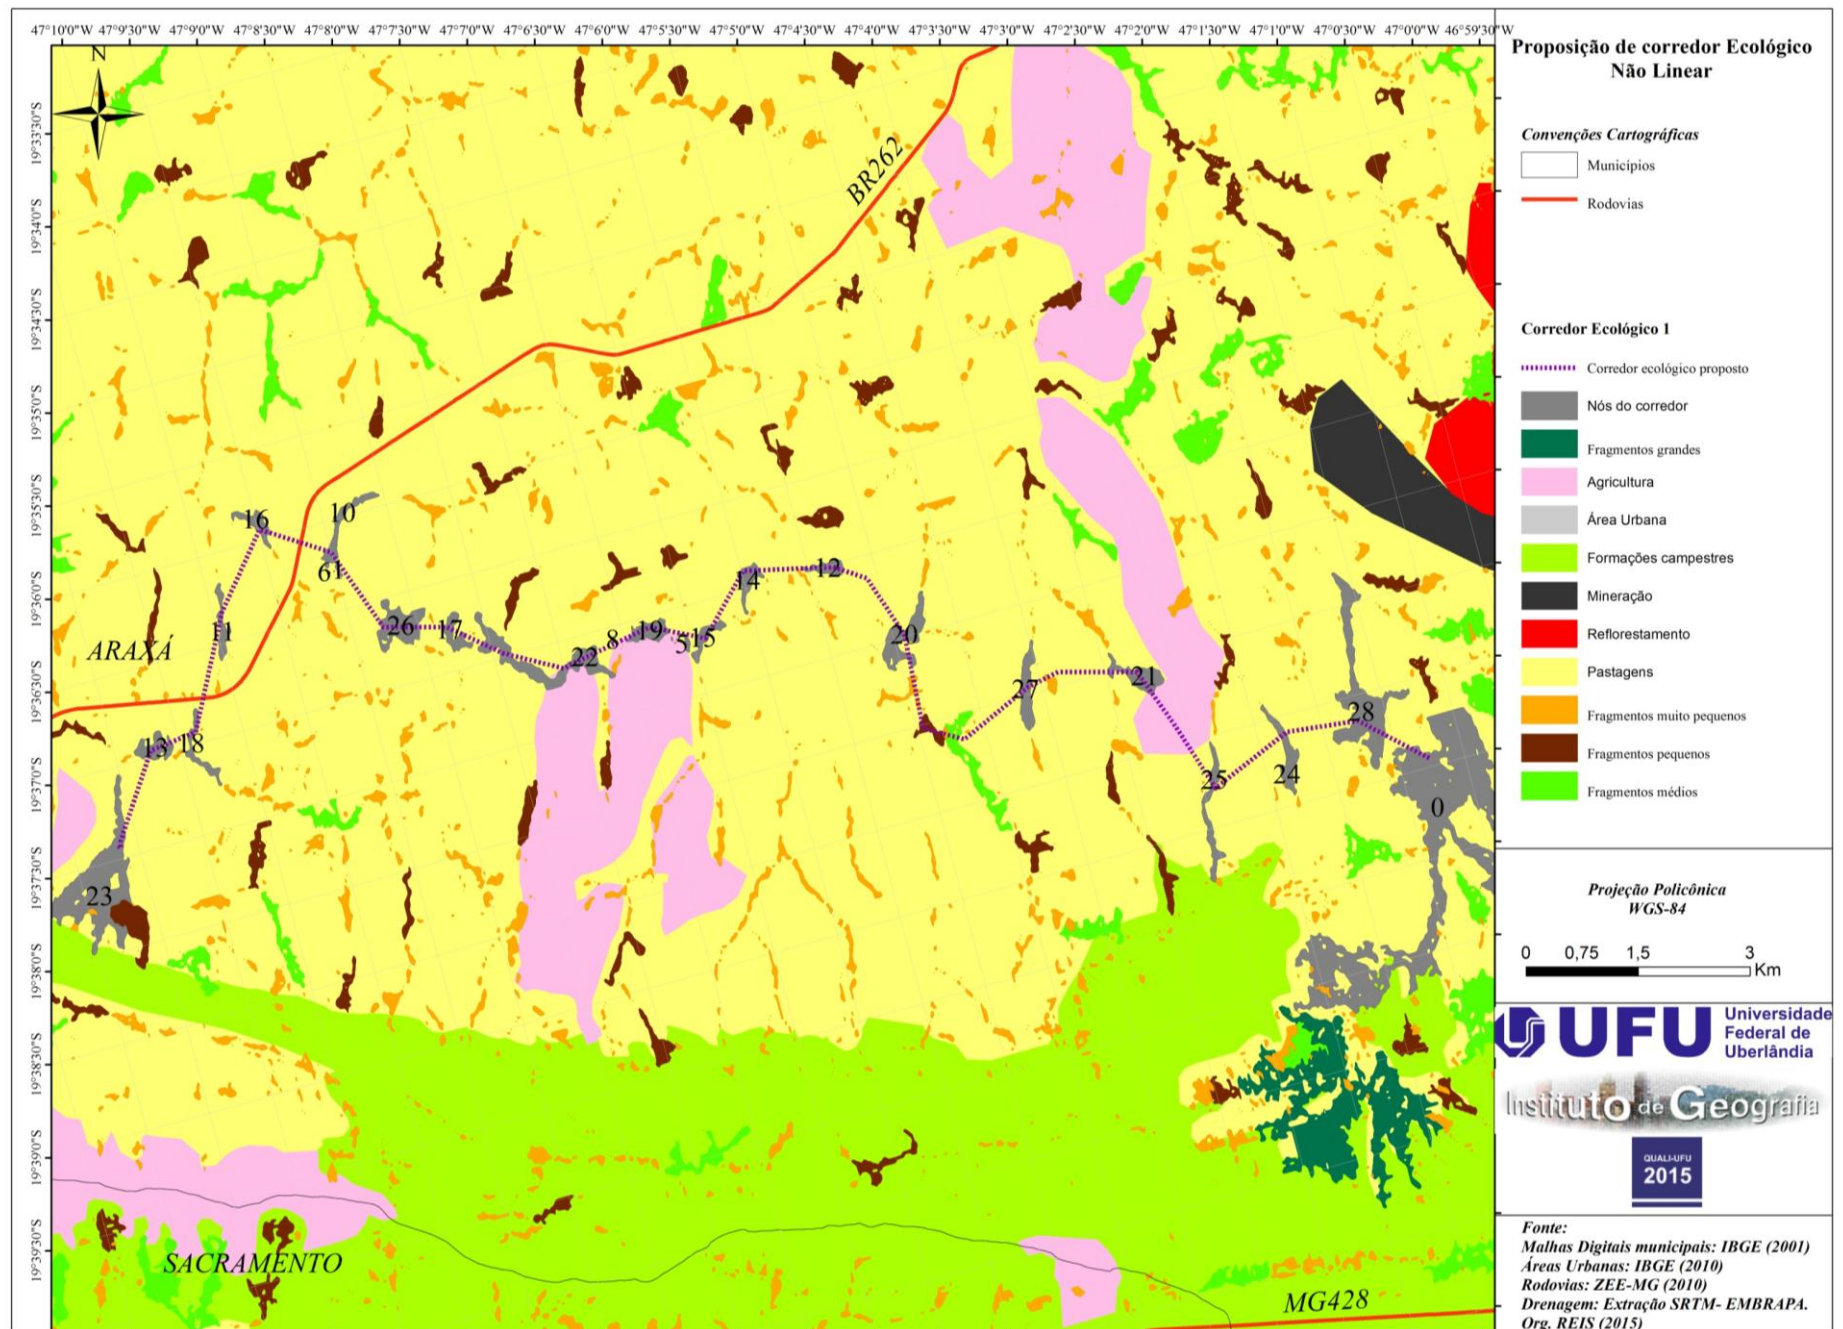 47°10'0"W 47°9'30"W 47°9'0"W 47°8'30"W 47°8'0"W 47°7'30"W 47°7'0"W 47°6'30"W 47°6'0"W 47°5'30"W 47°5'0"W 47°4'30"W 47°4'0"W 47°3'30"W 47°3'0"W 47°2'30"W 47°2'0"W 47°1'30"W 47°1'0"W 47°0'30"W 47°0'0"W 46°59'30"W
N
19°33'30"S
19°34'0"S
19°34'30"S
19°35'0"S
19°35'30"S
19°36'0"S
19°36'30"S
19°37'0"S
19°37'30"S
19°38'0"S
19°38'30"S
19°39'0"S
19°39'30"S
BR262
16
10
61
11
26
17
22
8
19
5
15
14
12
20
27
21
25
24
28
0
13
18
23
ARAXÁ
SACRAMENTO
MG428
Proposição de corredor Ecológico
Não Linear
Convenções Cartográficas
Municípios
Rodovias
Corredor Ecológico 1
Corredor ecológico proposto
Nós do corredor
Fragmentos grandes
Agricultura
Área Urbana
Formações campestres
Mineração
Reflorestamento
Pastagens
Fragmentos muito pequenos
Fragmentos pequenos
Fragmentos médios
Projeção Policônica
WGS-84
0 0,75 1,5 3
Km
UFU
Universidade
Federal de
Uberlândia
Instituto de Geografia
QUALI-UFU
2015
Fonte:
Malhas Digitais municipais: IBGE (2001)
Áreas Urbanas: IBGE (2010)
Rodovias: ZEE-MG (2010)
Drenagem: Extração SRTM- EMBRAPA.
Org. REIS (2015)